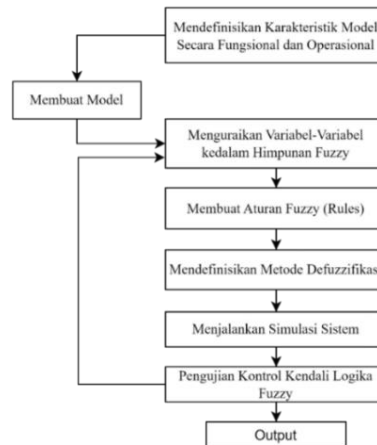 Mendefinisikan Karakteristik Model
Secara Fungsional dan Operasional
Membuat Model
Menguraikan Variabel-Variabel
kedalam Himpunan Fuzzy
Membuat Aturan Fuzzy (Rules)
Mendefinisikan Metode Defuzzifikas
Menjalankan Simulasi Sistem
Pengujian Kontrol Kendali Logika
Fuzzy
Output